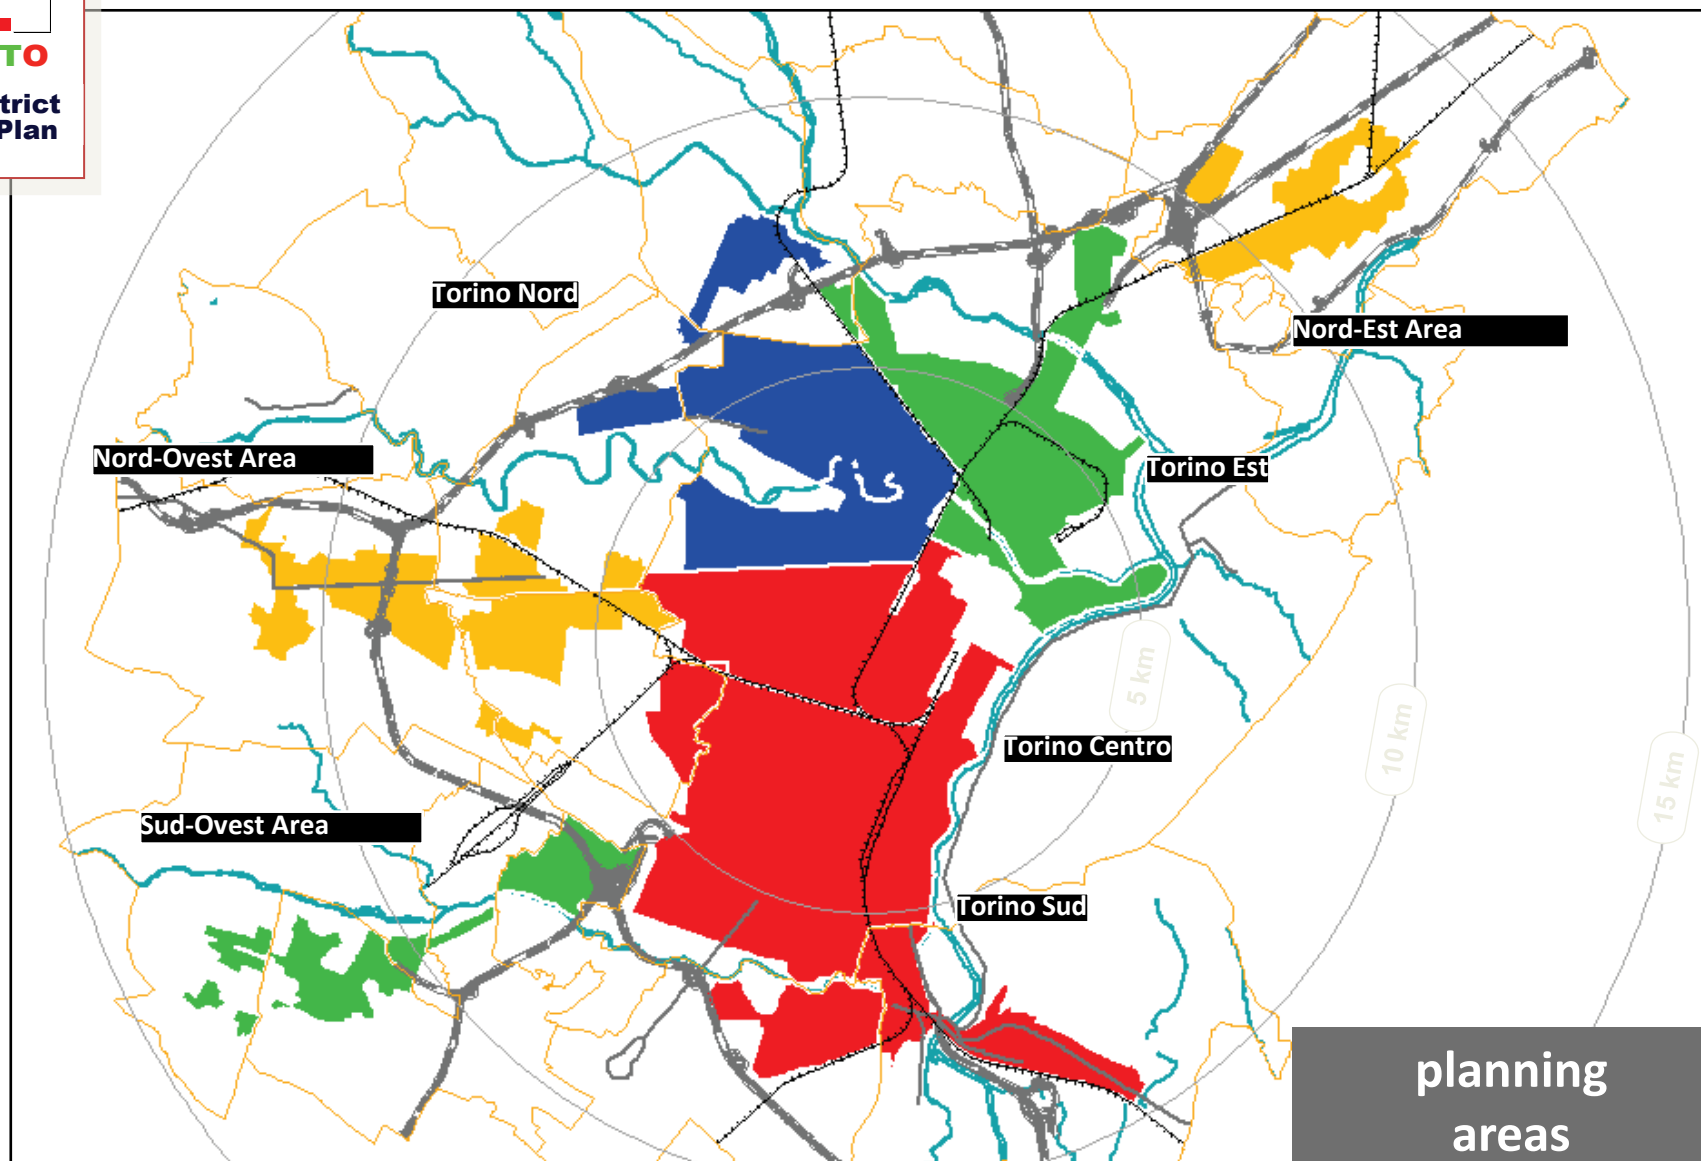 TO
trict
Plan
Torino Nord
Nord-Est Area
Nord-Ovest Area
Torino Est
5 km
Torino Centro
10 km
15 km
Sud-Ovest Area
Torino Sud
planning
areas